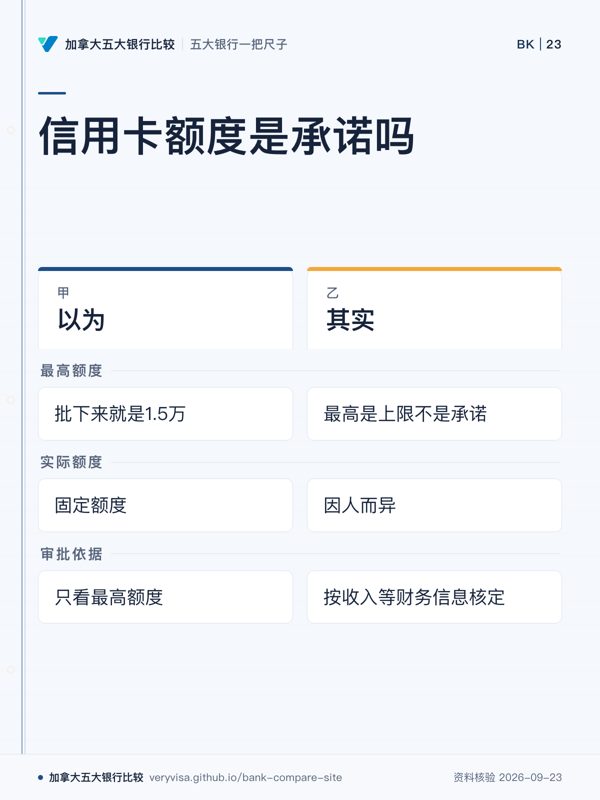 加拿大五大银行比较 | 五大银行一把尺子
BK | 23
信用卡额度是承诺吗
甲
以为
乙
其实
最高额度
批下来就是1.5万
最高是上限不是承诺
实际额度
固定额度
因人而异
审批依据
只看最高额度
按收入等财务信息核定
加拿大五大银行比较 veryvisa.github.io/bank-compare-site
资料核验 2026-09-23